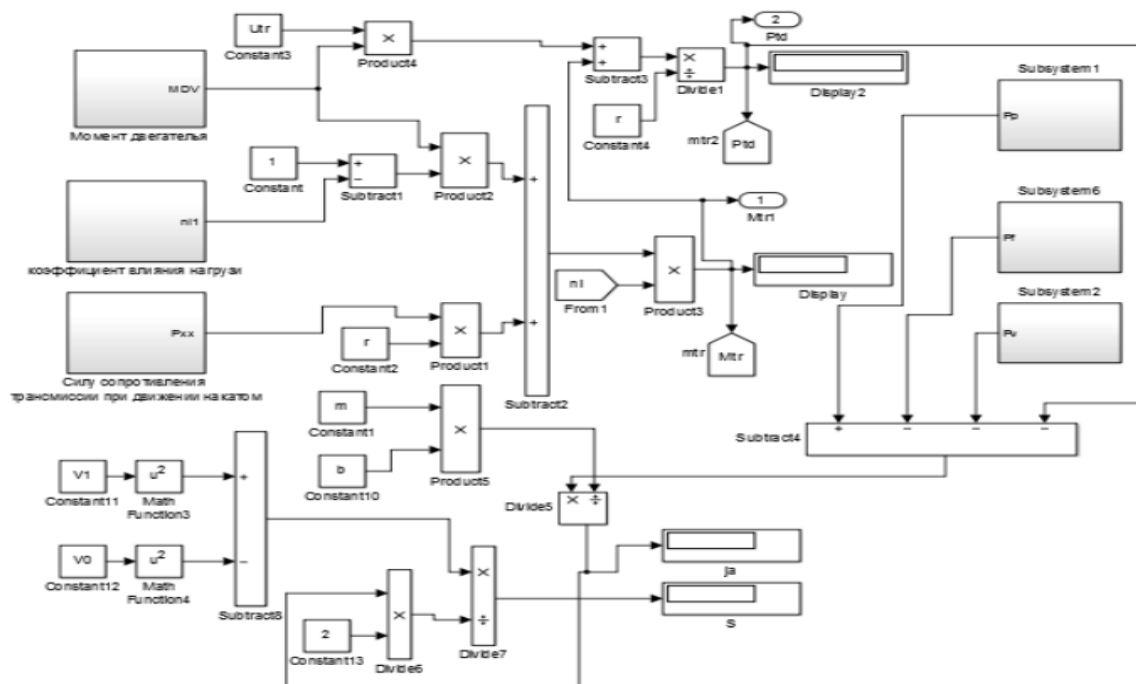 Utr
Constant3
×
Product4
MDV
Момент двегателья
1
Constant
+
−
Subtract1
×
Product2
nl1
коэффициент влияния нагрузи
Pxx
Силу сопротивления
трансмиссии при движении накатом
r
Constant2
×
Product1
+
+
Subtract2
+
+
Subtract3
r
Constant4
×
÷
Divide1
2
Ptd
Display2
mtr2
Ptd
1
Mtr1
nl
From1
×
Product3
Display
mtr
Mtr
Subsystem1
Pp
Subsystem6
Pf
Subsystem2
Pv
Subtract4
+
−
−
−
m
Constant1
b
Constant10
×
Product5
Divide5
×
÷
V1
Constant11
u²
Math
Function3
V0
Constant12
u²
Math
Function4
+
−
Subtract8
2
Constant13
×
Divide6
×
÷
Divide7
ja
S